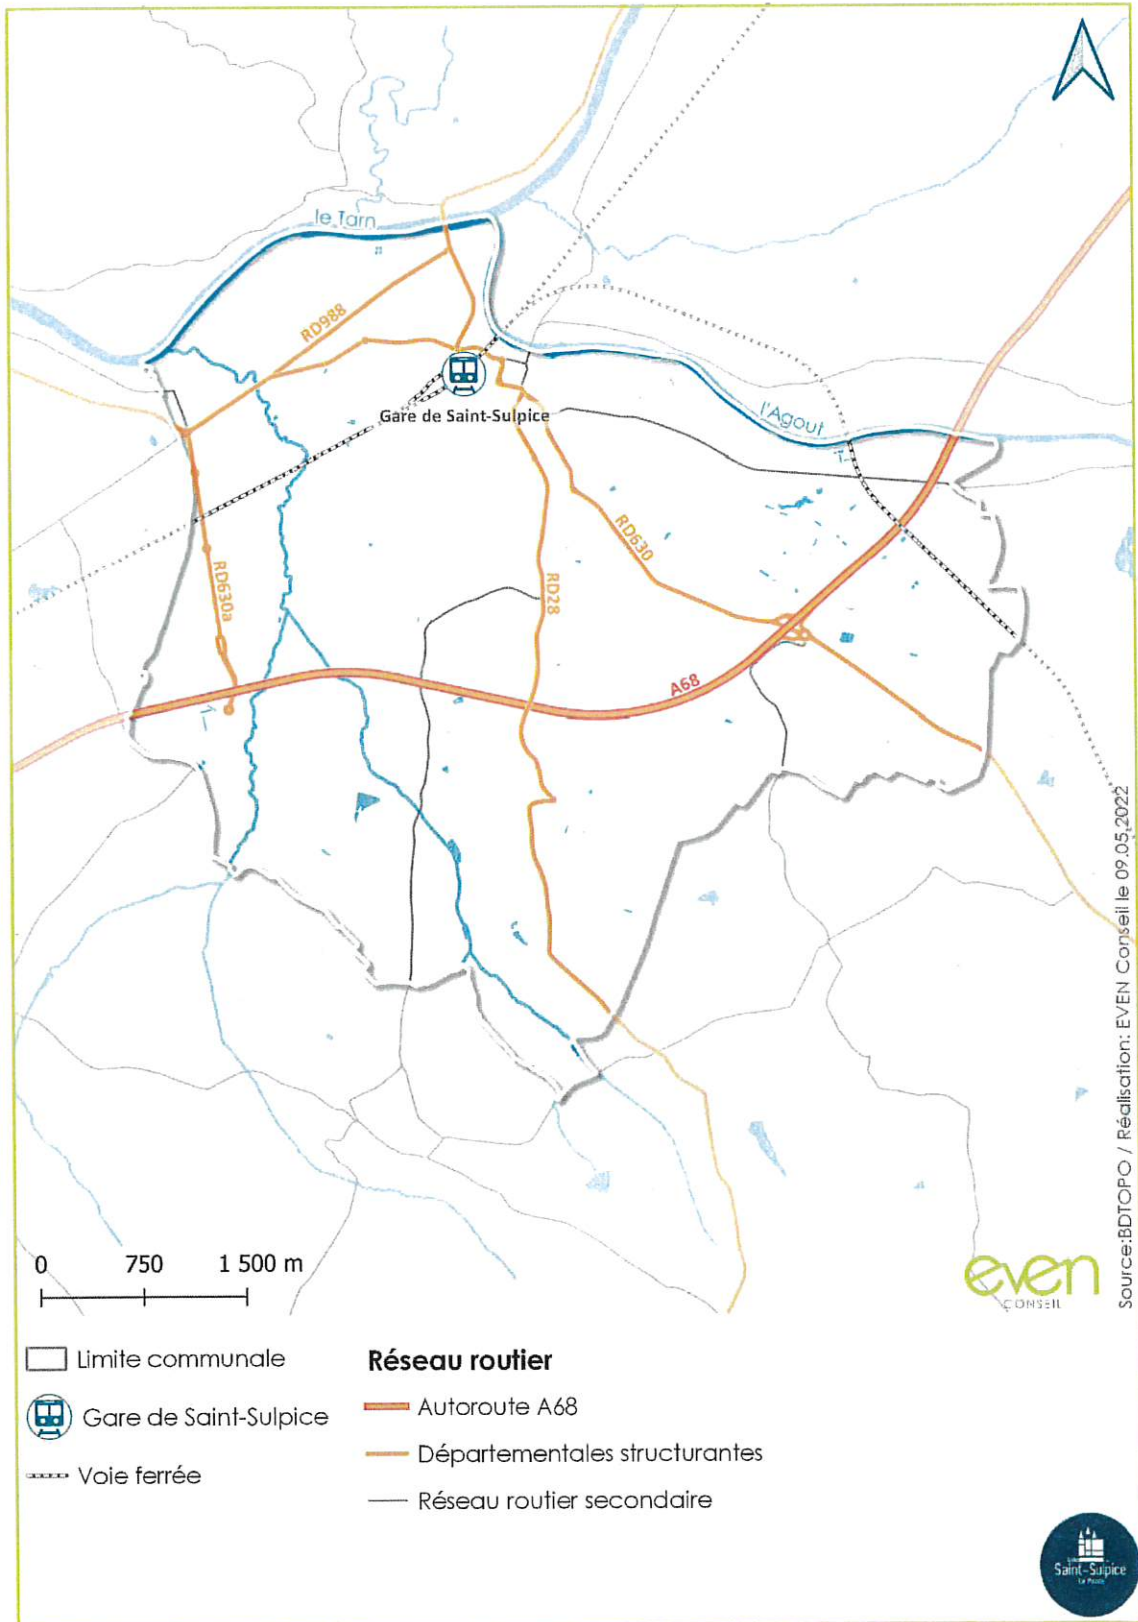 le Tarn
RD988
Gare de Saint-Sulpice
l'Agout
RD630
RD630a
RD28
A68
0 750 1 500 m
even
CONSEIL
Source:BDTOPO / Réalisation: EVEN Conseil le 09.05.2022
Limite communale
Gare de Saint-Sulpice
Voie ferrée
Réseau routier
Autoroute A68
Départementales structurantes
Réseau routier secondaire
Saint-Sulpice
La Pointe